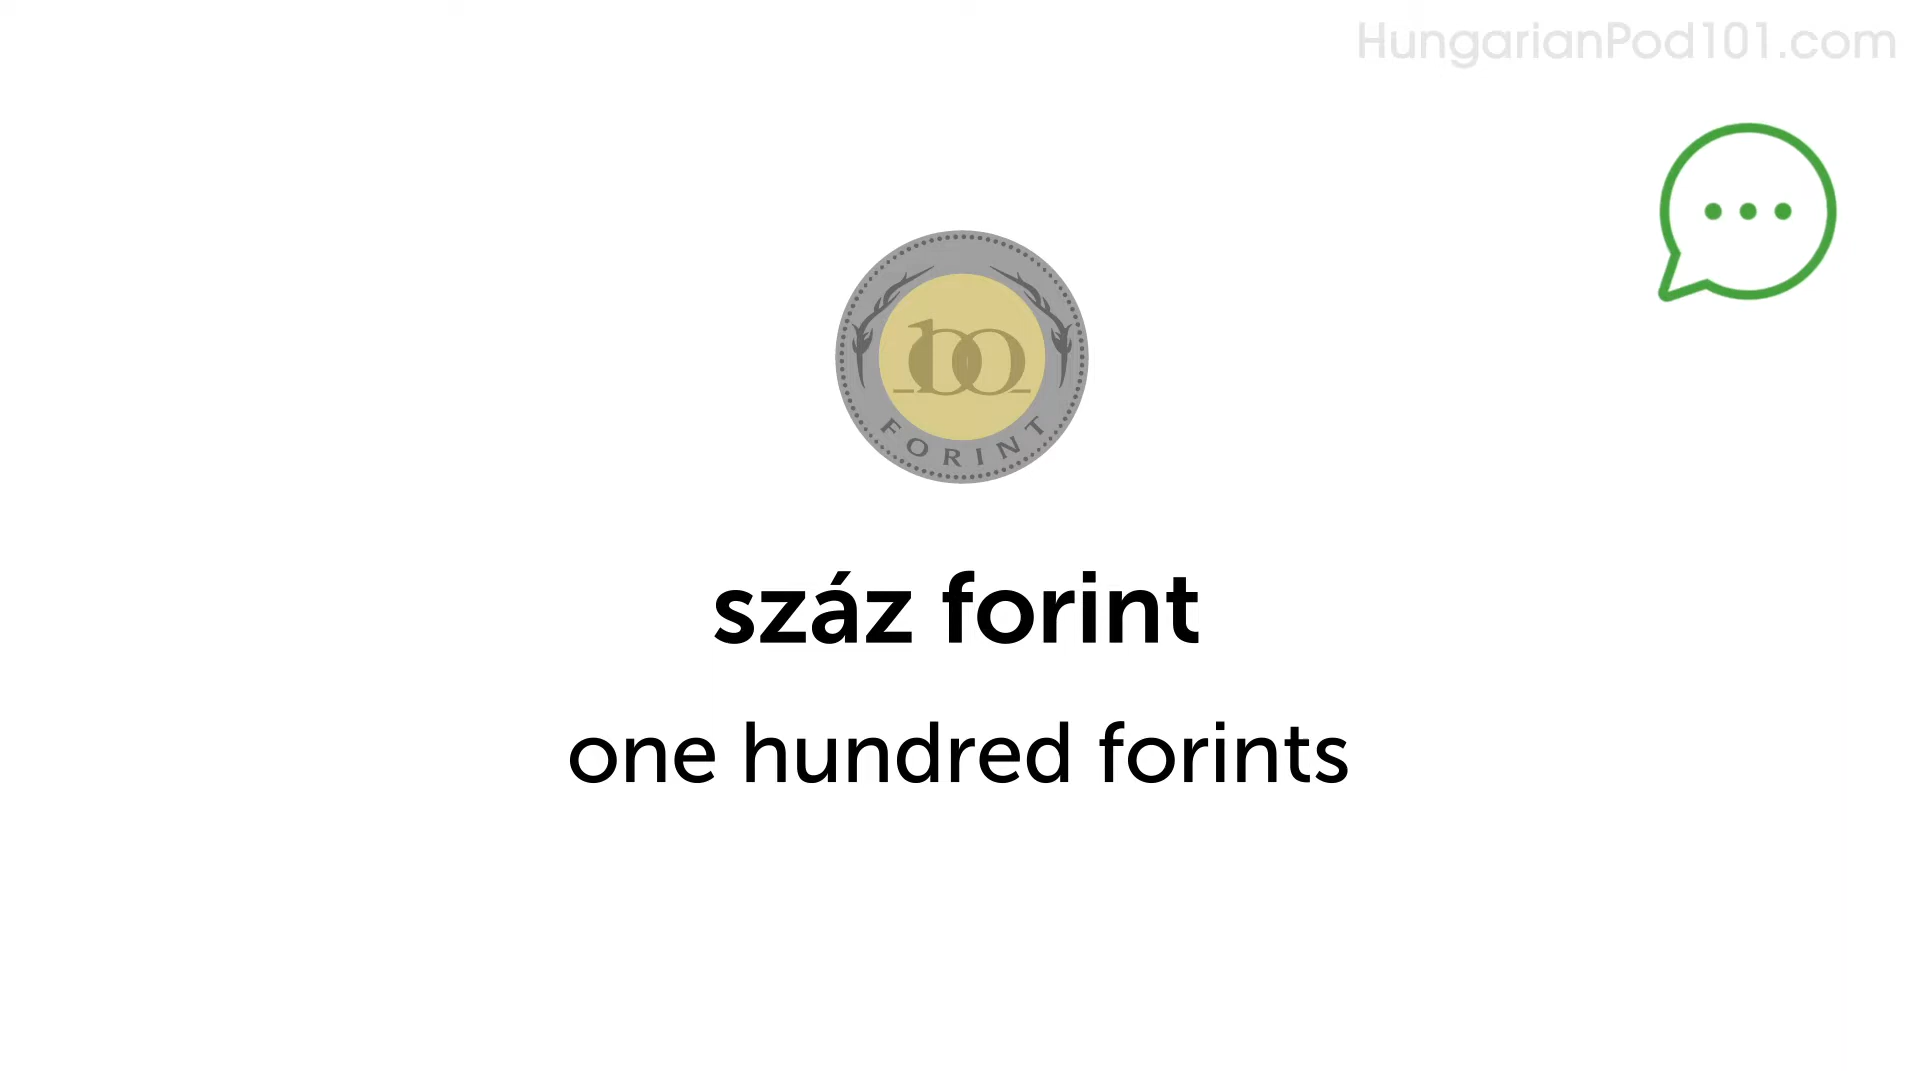 HungarianPod101.com
100
FORINT
száz forint
one hundred forints